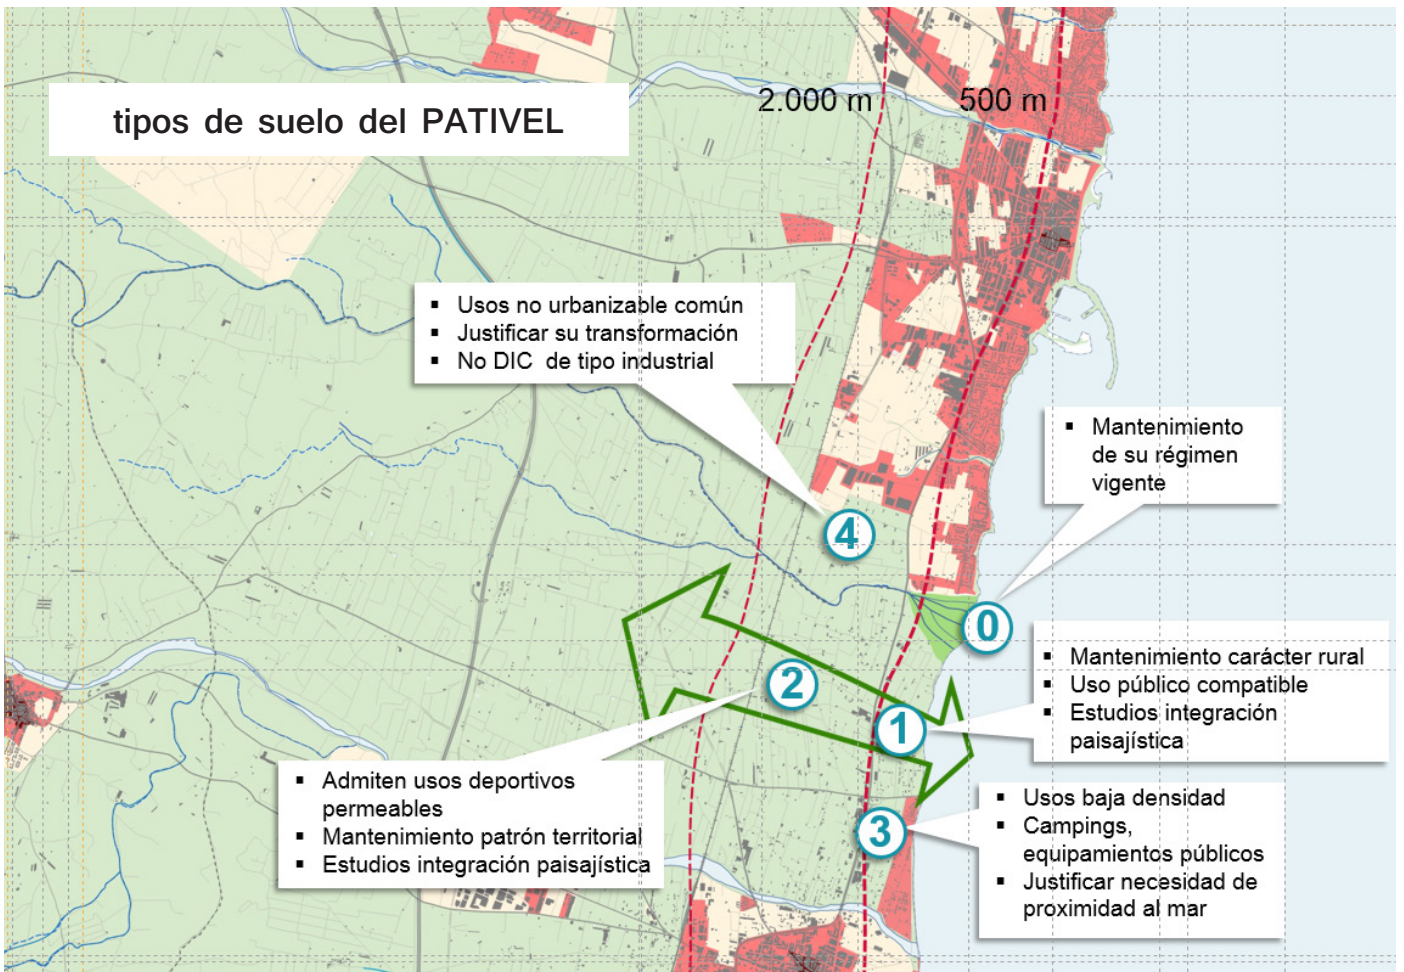 tipos de suelo del PATIVEL
2.000 m
500 m
▪ Usos no urbanizable común
▪ Justificar su transformación
▪ No DIC de tipo industrial
▪ Mantenimiento
de su régimen
vigente
4
0
▪ Mantenimiento carácter rural
▪ Uso público compatible
▪ Estudios integración
paisajística
2
1
▪ Admiten usos deportivos
permeables
▪ Mantenimiento patrón territorial
▪ Estudios integración paisajística
3
▪ Usos baja densidad
▪ Campings,
equipamientos públicos
▪ Justificar necesidad de
proximidad al mar